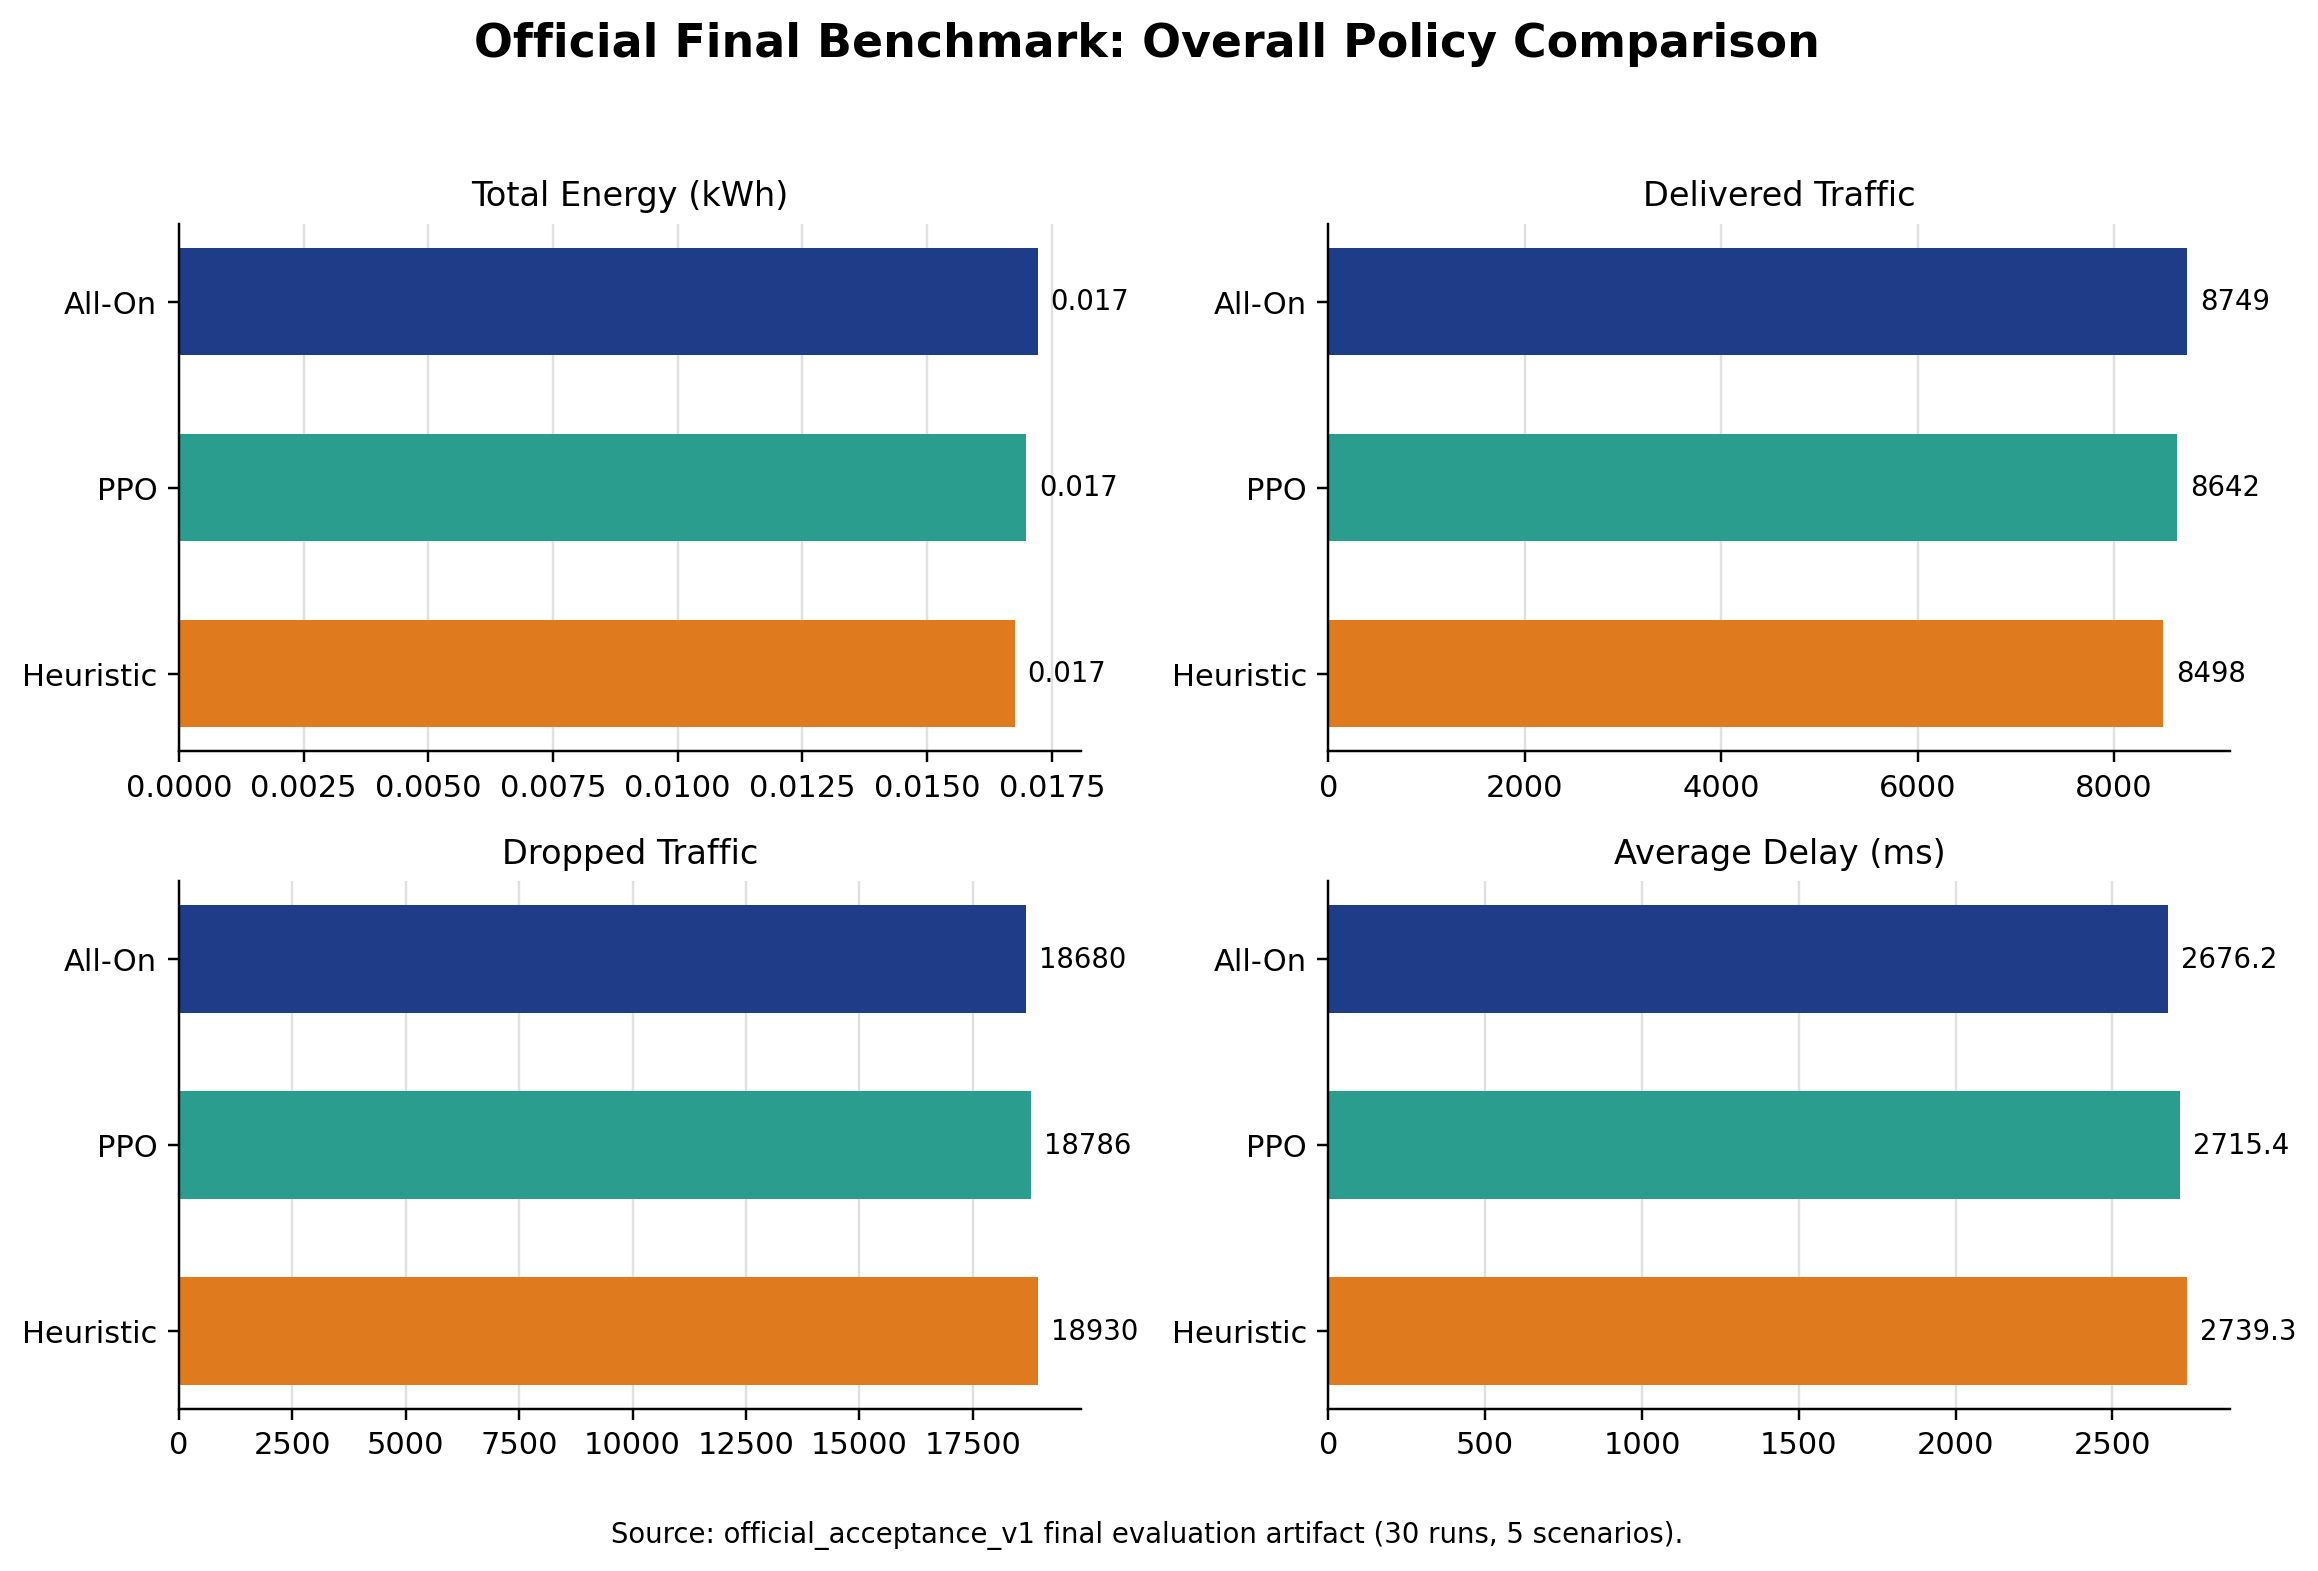 Official Final Benchmark: Overall Policy Comparison
Total Energy (kWh)
All-On
0.017
PPO
0.017
Heuristic
0.017
0.0000 0.0025 0.0050 0.0075 0.0100 0.0125 0.0150 0.0175
Delivered Traffic
All-On
8749
PPO
8642
Heuristic
8498
0 2000 4000 6000 8000
Dropped Traffic
All-On
18680
PPO
18786
Heuristic
18930
0 2500 5000 7500 10000 12500 15000 17500
Average Delay (ms)
All-On
2676.2
PPO
2715.4
Heuristic
2739.3
0 500 1000 1500 2000 2500
Source: official_acceptance_v1 final evaluation artifact (30 runs, 5 scenarios).